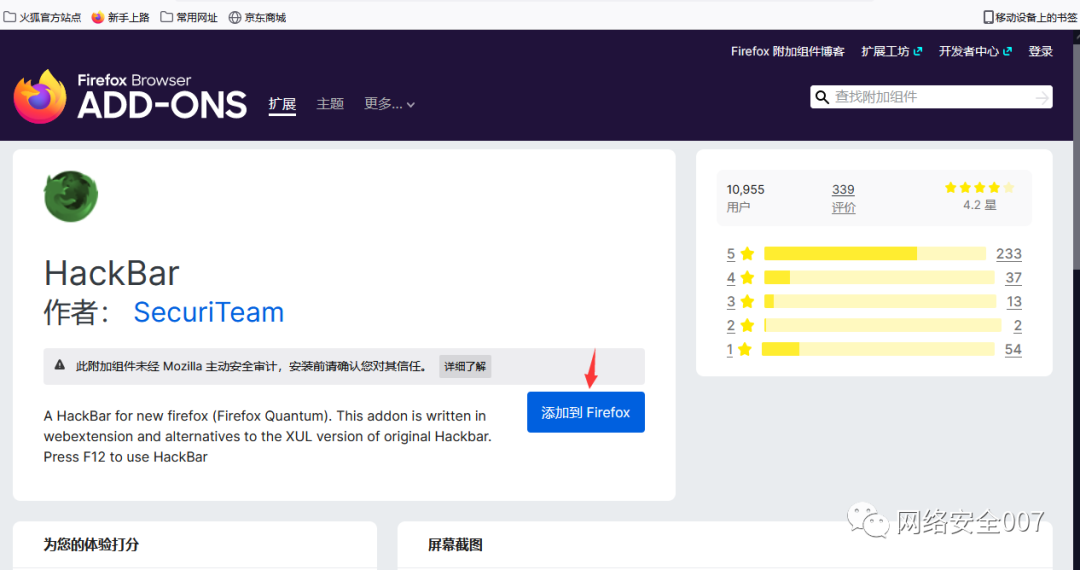 火狐官方站点 新手上路 常用网址 京东商城 移动设备上的书签
Firefox 附加组件博客 扩展工坊 开发者中心 登录
Firefox Browser
ADD-ONS 扩展 主题 更多...
查找附加组件
HackBar
作者： SecuriTeam
此附加组件未经 Mozilla 主动安全审计，安装前请确认您对其信任。 详细了解
A HackBar for new firefox (Firefox Quantum). This addon is written in
webextension and alternatives to the XUL version of original Hackbar.
Press F12 to use HackBar
添加到 Firefox
10,955 339
用户 评价 4.2 星
5 233
4 37
3 13
2 2
1 54
为您的体验打分
屏幕截图
网络安全007